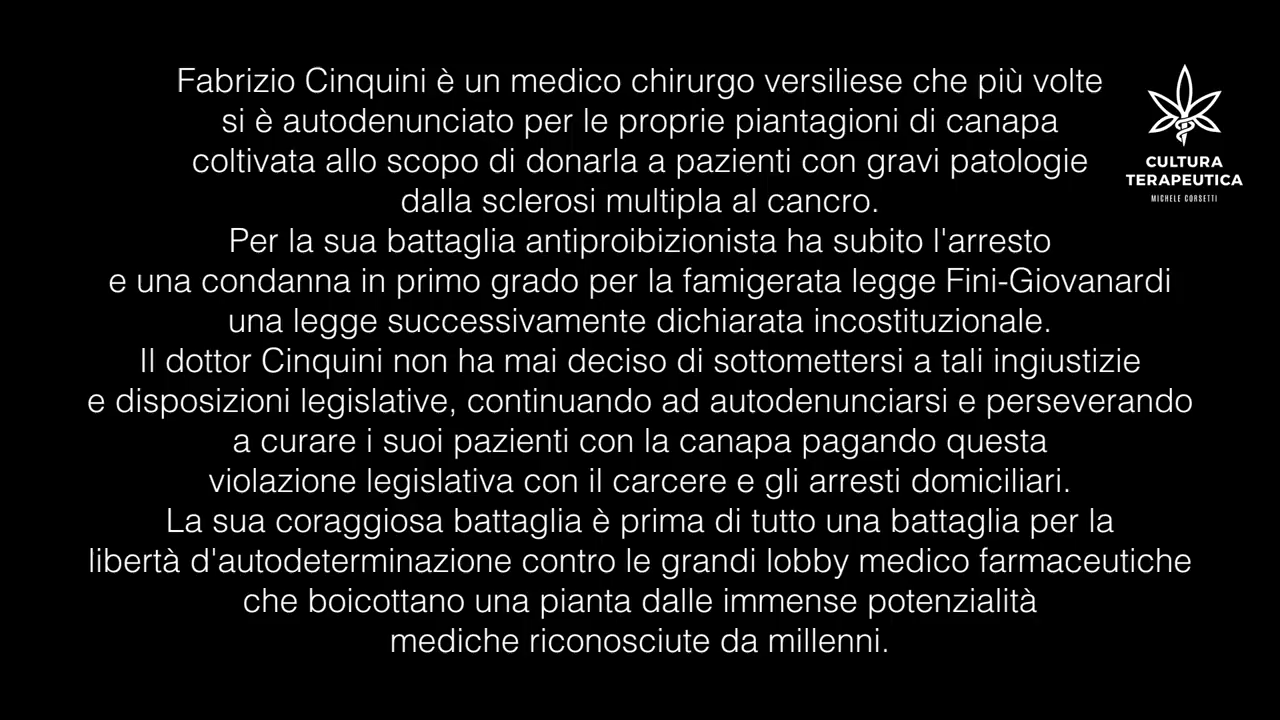 Fabrizio Cinquini è un medico chirurgo versiliese che più volte
si è autodenunciato per le proprie piantagioni di canapa
coltivata allo scopo di donarla a pazienti con gravi patologie
dalla sclerosi multipla al cancro.
Per la sua battaglia antiproibizionista ha subito l'arresto
e una condanna in primo grado per la famigerata legge Fini-Giovanardi
una legge successivamente dichiarata incostituzionale.
Il dottor Cinquini non ha mai deciso di sottomettersi a tali ingiustizie
e disposizioni legislative, continuando ad autodenunciarsi e perseverando
a curare i suoi pazienti con la canapa pagando questa
violazione legislativa con il carcere e gli arresti domiciliari.
La sua coraggiosa battaglia è prima di tutto una battaglia per la
libertà d'autodeterminazione contro le grandi lobby medico farmaceutiche
che boicottano una pianta dalle immense potenzialità
mediche riconosciute da millenni.
CULTURA
TERAPEUTICA
MICHELE CORSETTI